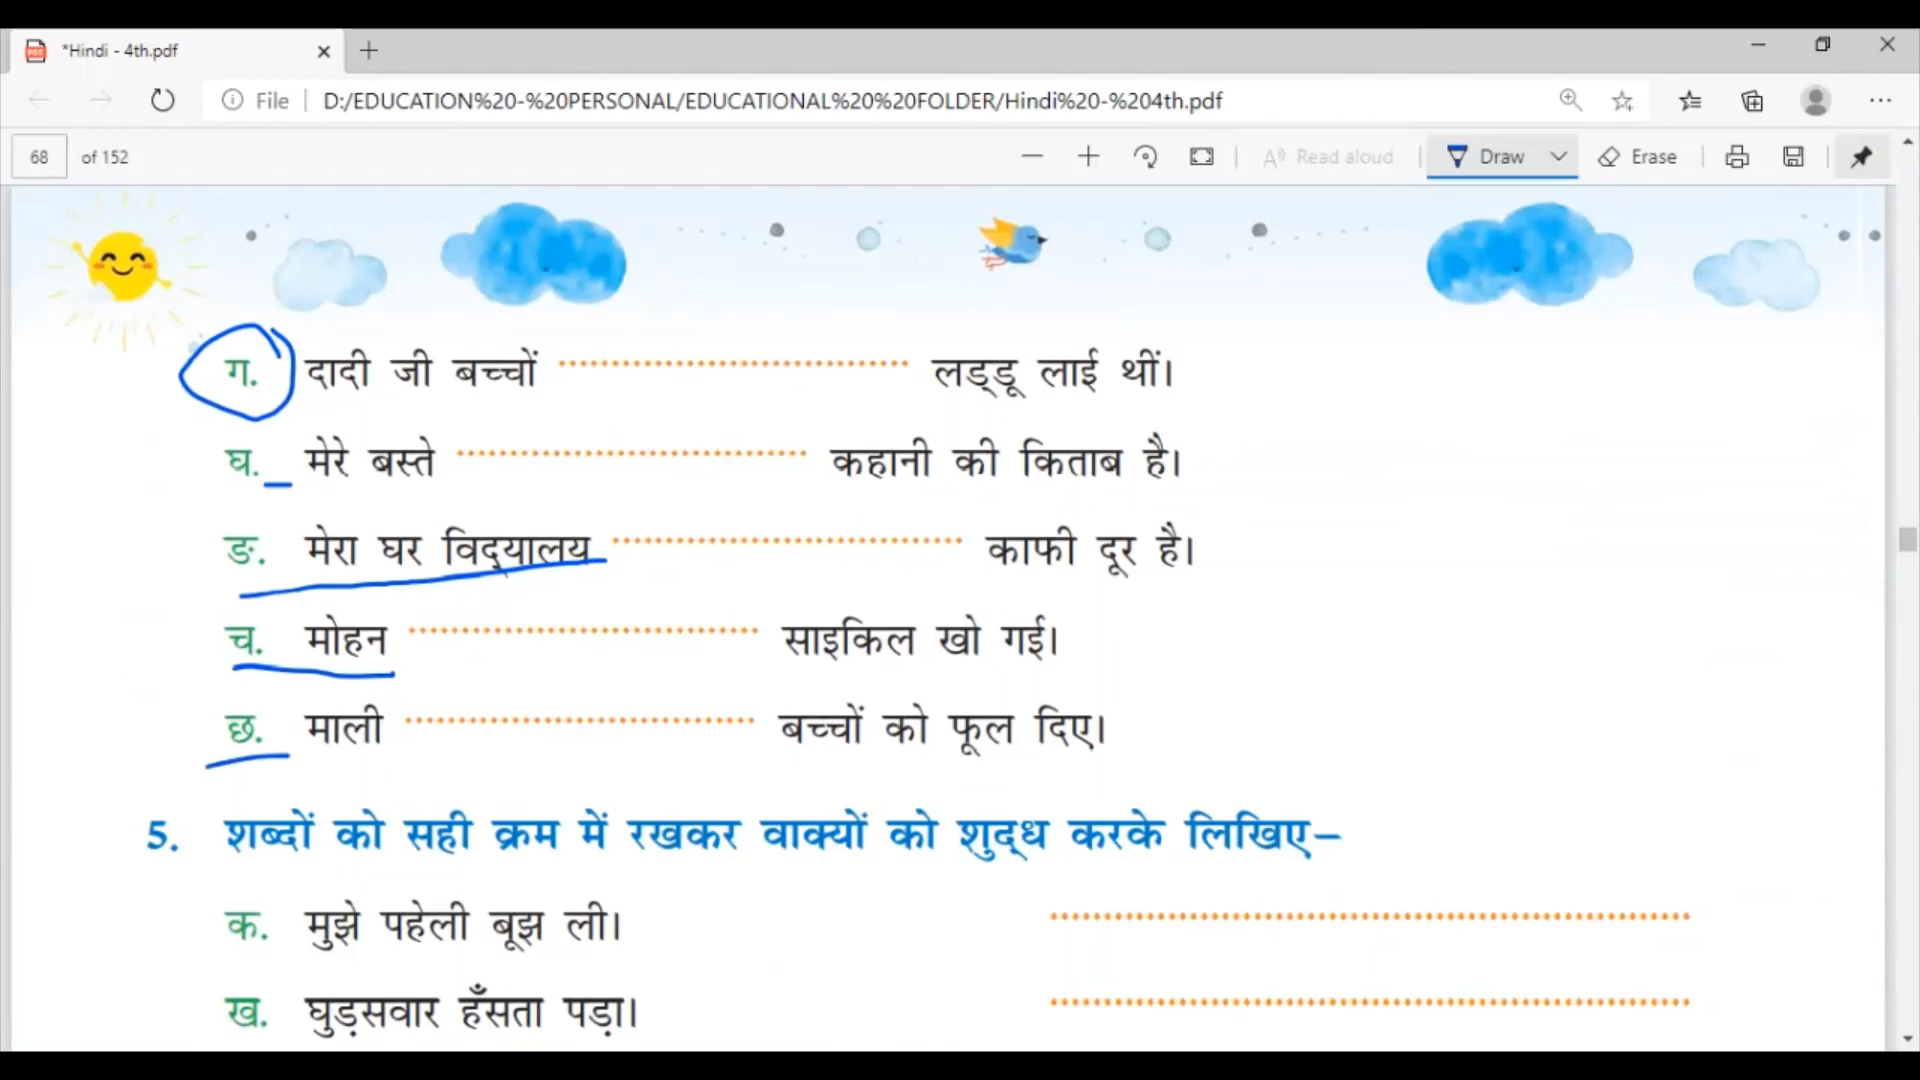 *Hindi - 4th.pdf
File D:/EDUCATION%20-%20PERSONAL/EDUCATIONAL%20%20FOLDER/Hindi%20-%204th.pdf
68 of 152 Read aloud Draw Erase
ग. दादी जी बच्चों ........................ लड्डू लाई थीं।
घ. मेरे बस्ते ........................ कहानी की किताब है।
ङ. मेरा घर विद्यालय ........................ काफी दूर है।
च. मोहन ........................ साइकिल खो गई।
छ. माली ........................ बच्चों को फूल दिए।
5. शब्दों को सही क्रम में रखकर वाक्यों को शुद्ध करके लिखिए–
क. मुझे पहेली बूझ ली। ........................
ख. घुड़सवार हँसता पड़ा। ........................